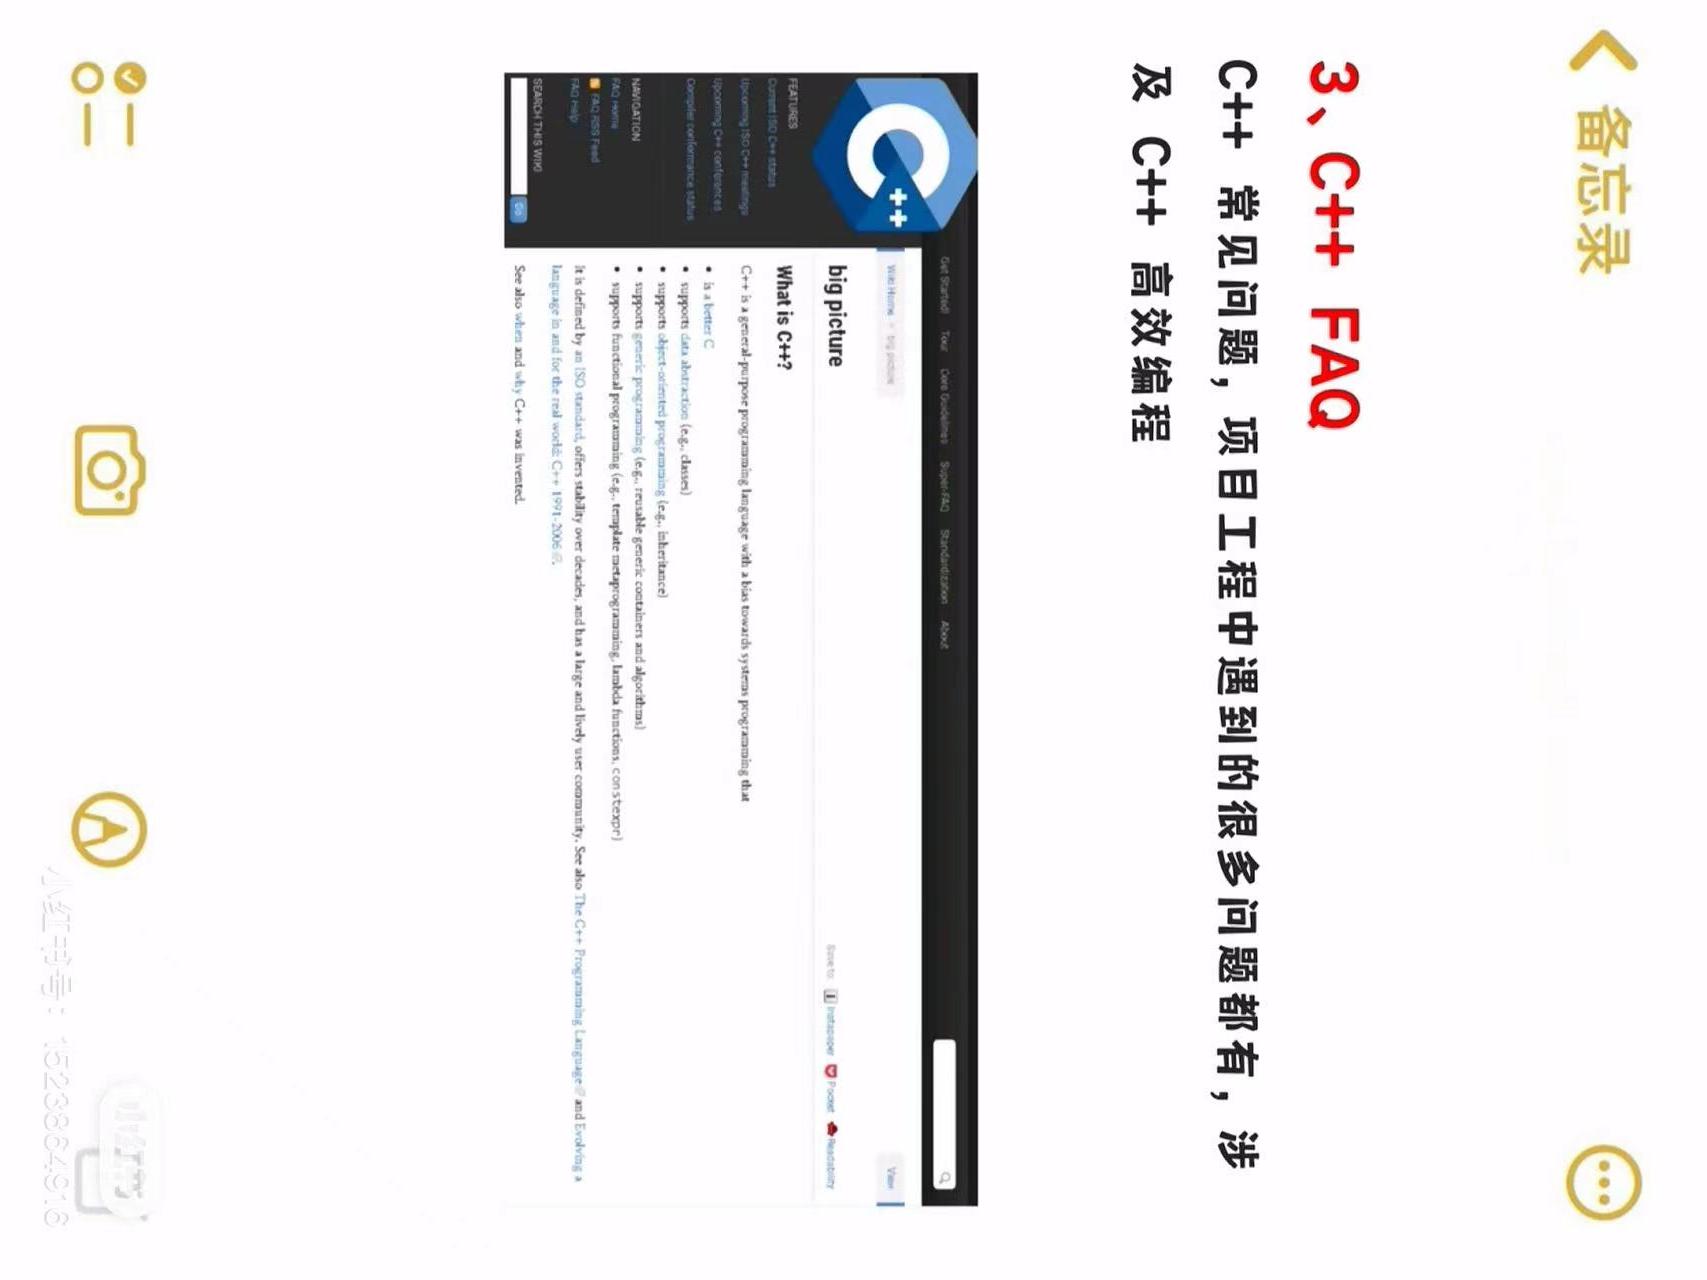 备忘录
3、C++ FAQ
C++ 常见问题，项目工程中遇到的很多问题都有，涉
及 C++ 高效编程
Get Started! Tour Core Guidelines Super-FAQ Standardization About
C++
FEATURES
Current ISO C++ status
Upcoming ISO C++ meetings
Upcoming C++ conferences
Compiler conformance status
NAVIGATION
FAQ Home
FAQ RSS Feed
FAQ Help
SEARCH THIS WIKI
Go
Wiki Home > big picture
View
big picture
Save to: Instapaper Pocket Readability
What is C++?
C++ is a general-purpose programming language with a bias towards systems programming that
• is a better C
• supports data abstraction (e.g., classes)
• supports object-oriented programming (e.g., inheritance)
• supports generic programming (e.g., reusable generic containers and algorithms)
• supports functional programming (e.g., template metaprogramming, lambda functions, constexpr)
It is defined by an ISO standard, offers stability over decades, and has a large and lively user community. See also The C++ Programming Language and Evolving a
language in and for the real world: C++ 1991-2006.
See also when and why C++ was invented.
小红书
小红书号：1523864916